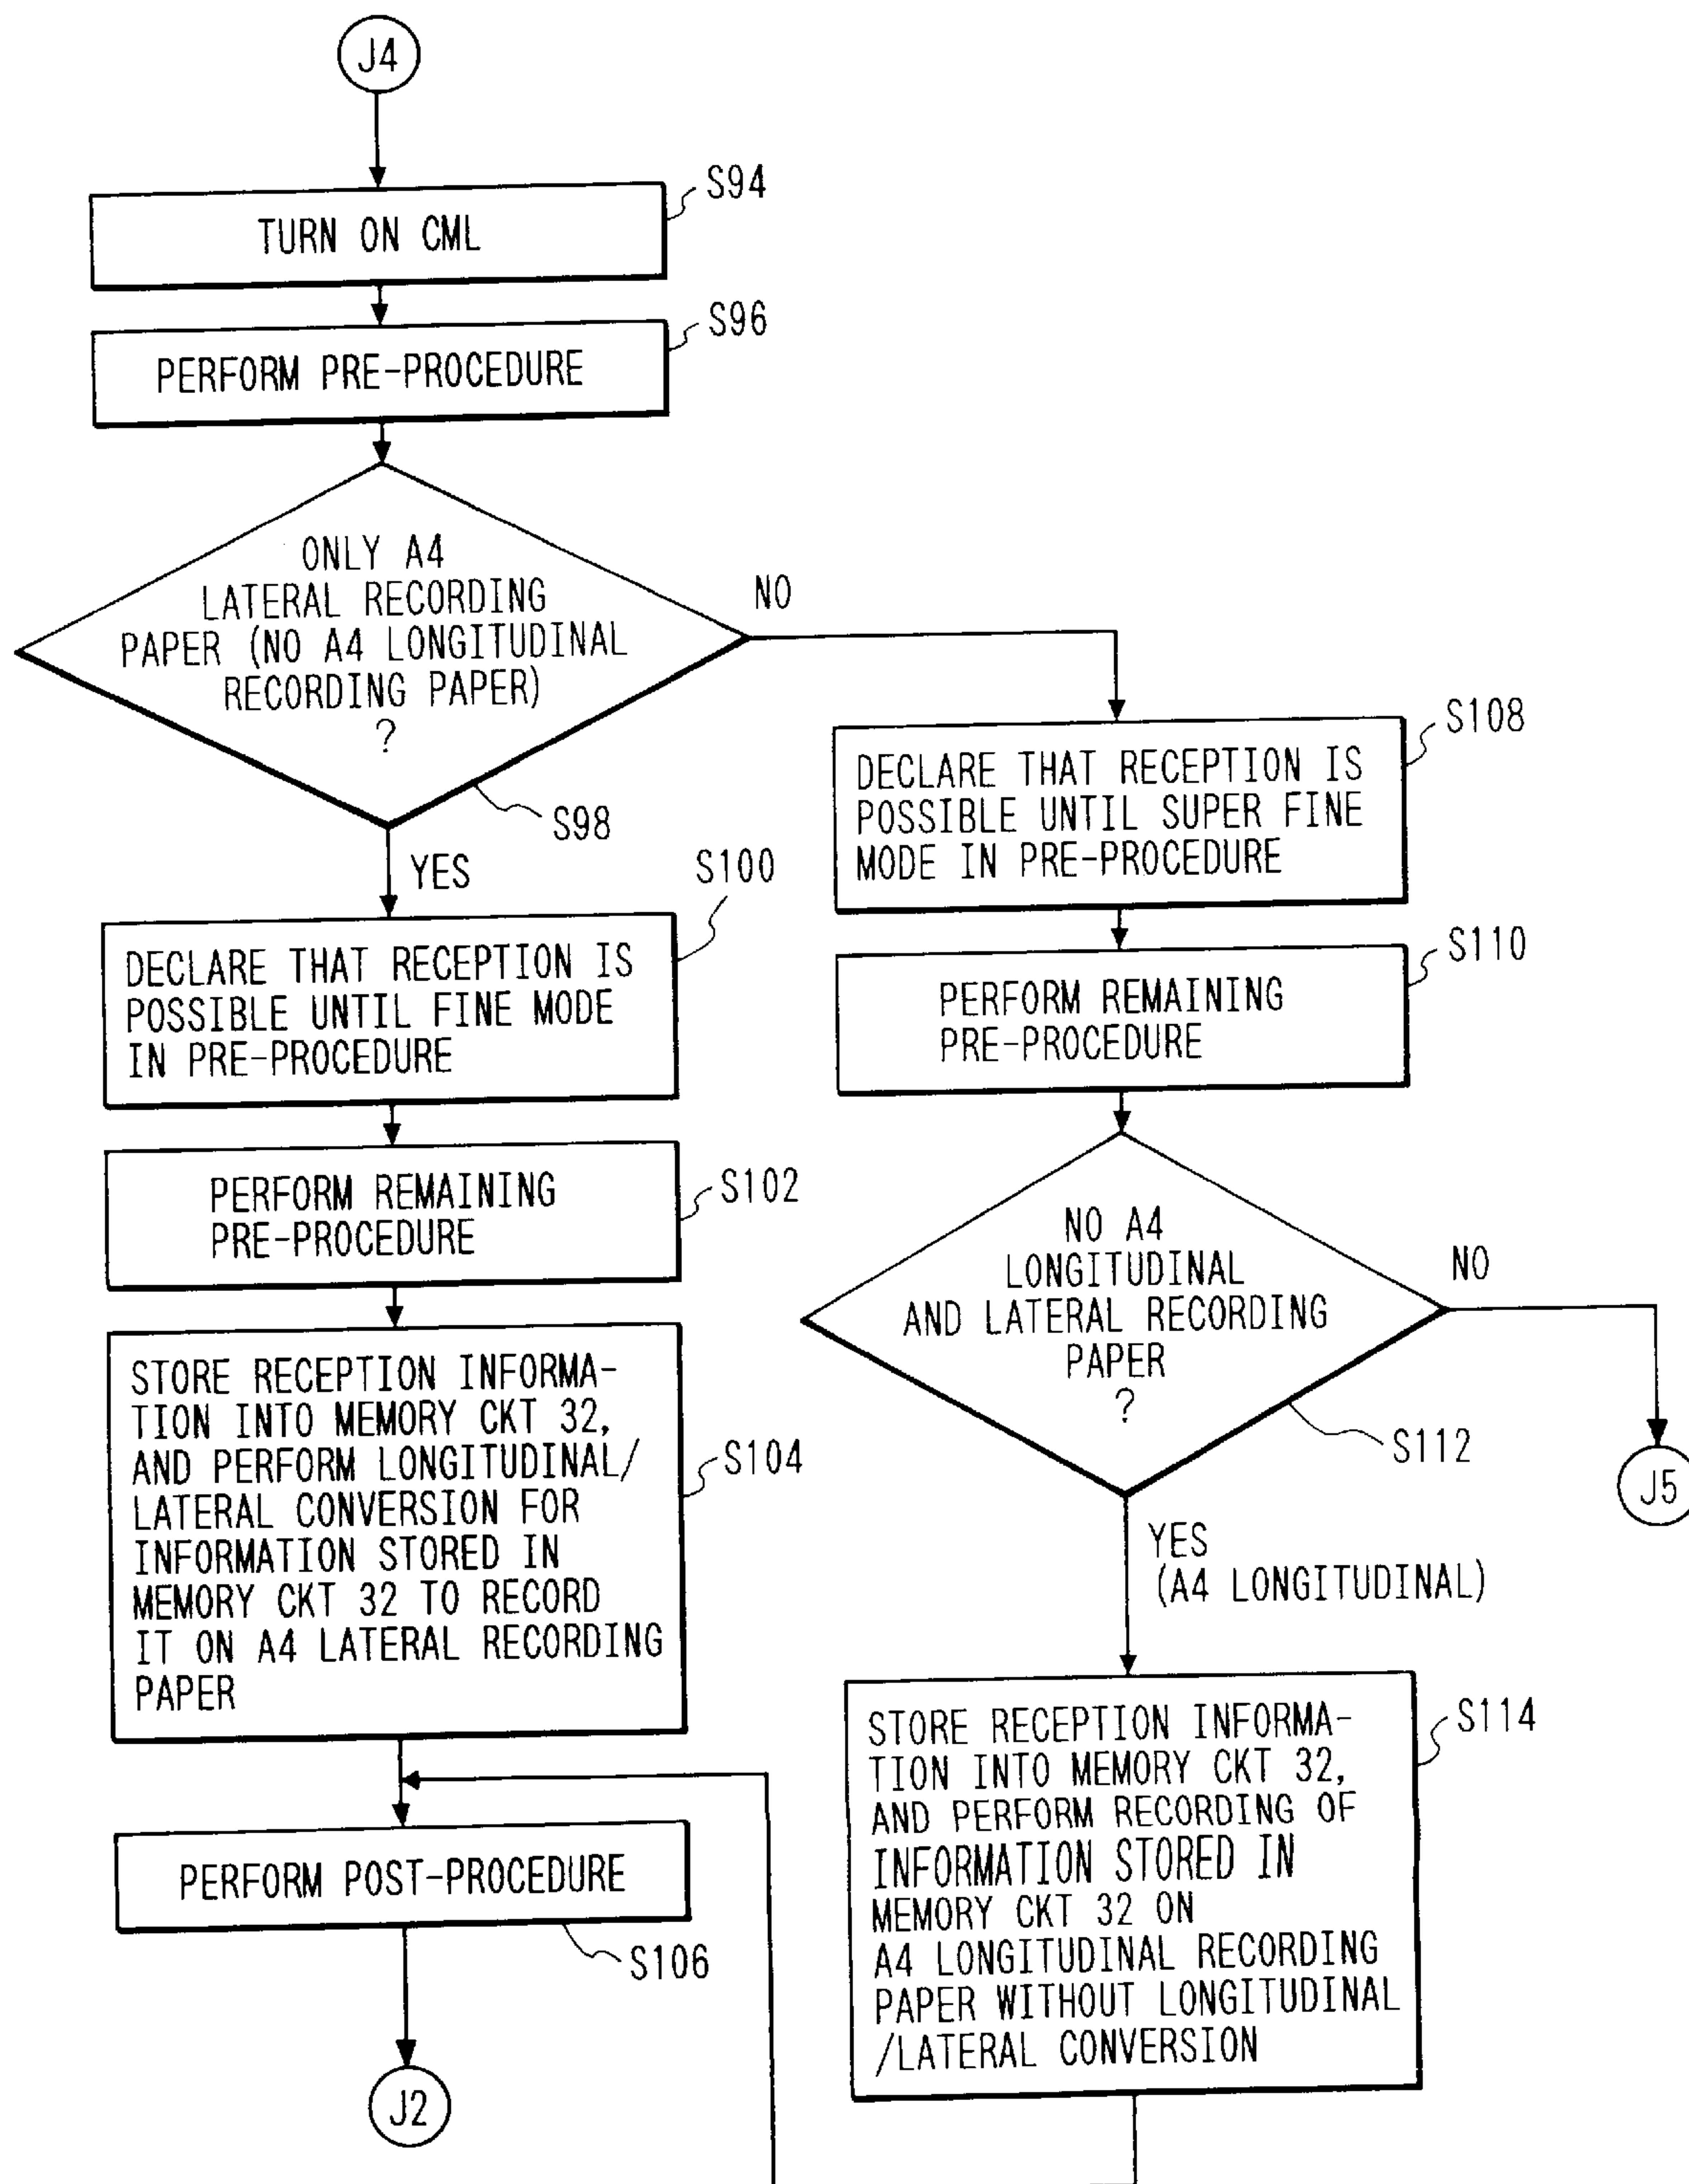 J4
TURN ON CML
S94
PERFORM PRE-PROCEDURE
S96
ONLY A4
LATERAL RECORDING
PAPER (NO A4 LONGITUDINAL
RECORDING PAPER)
?
NO
S98
YES
S100
DECLARE THAT RECEPTION IS
POSSIBLE UNTIL FINE MODE
IN PRE-PROCEDURE
PERFORM REMAINING
PRE-PROCEDURE
S102
STORE RECEPTION INFORMA-
TION INTO MEMORY CKT 32,
AND PERFORM LONGITUDINAL/
LATERAL CONVERSION FOR
INFORMATION STORED IN
MEMORY CKT 32 TO RECORD
IT ON A4 LATERAL RECORDING
PAPER
S104
PERFORM POST-PROCEDURE
S106
J2
S108
DECLARE THAT RECEPTION IS
POSSIBLE UNTIL SUPER FINE
MODE IN PRE-PROCEDURE
S110
PERFORM REMAINING
PRE-PROCEDURE
NO A4
LONGITUDINAL
AND LATERAL RECORDING
PAPER
?
NO
S112
J5
YES
(A4 LONGITUDINAL)
STORE RECEPTION INFORMA-
TION INTO MEMORY CKT 32,
AND PERFORM RECORDING OF
INFORMATION STORED IN
MEMORY CKT 32 ON
A4 LONGITUDINAL RECORDING
PAPER WITHOUT LONGITUDINAL
/LATERAL CONVERSION
S114